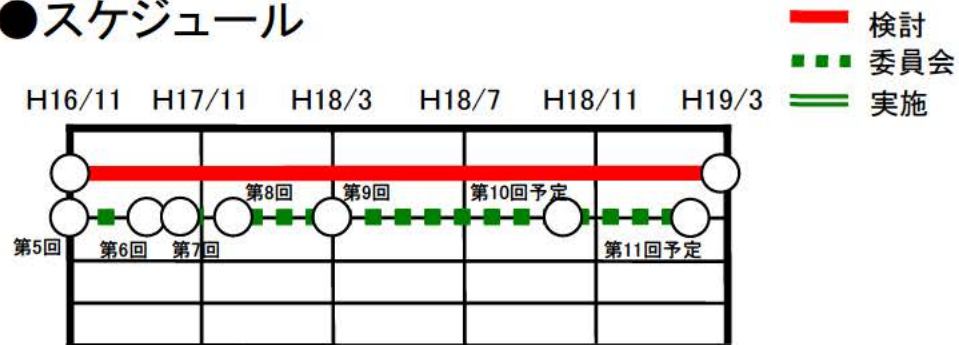 ●スケジュール
検討
委員会
実施
H16/11 H17/11 H18/3 H18/7 H18/11 H19/3
第8回 第9回 第10回予定
第5回 第6回 第7回 第11回予定